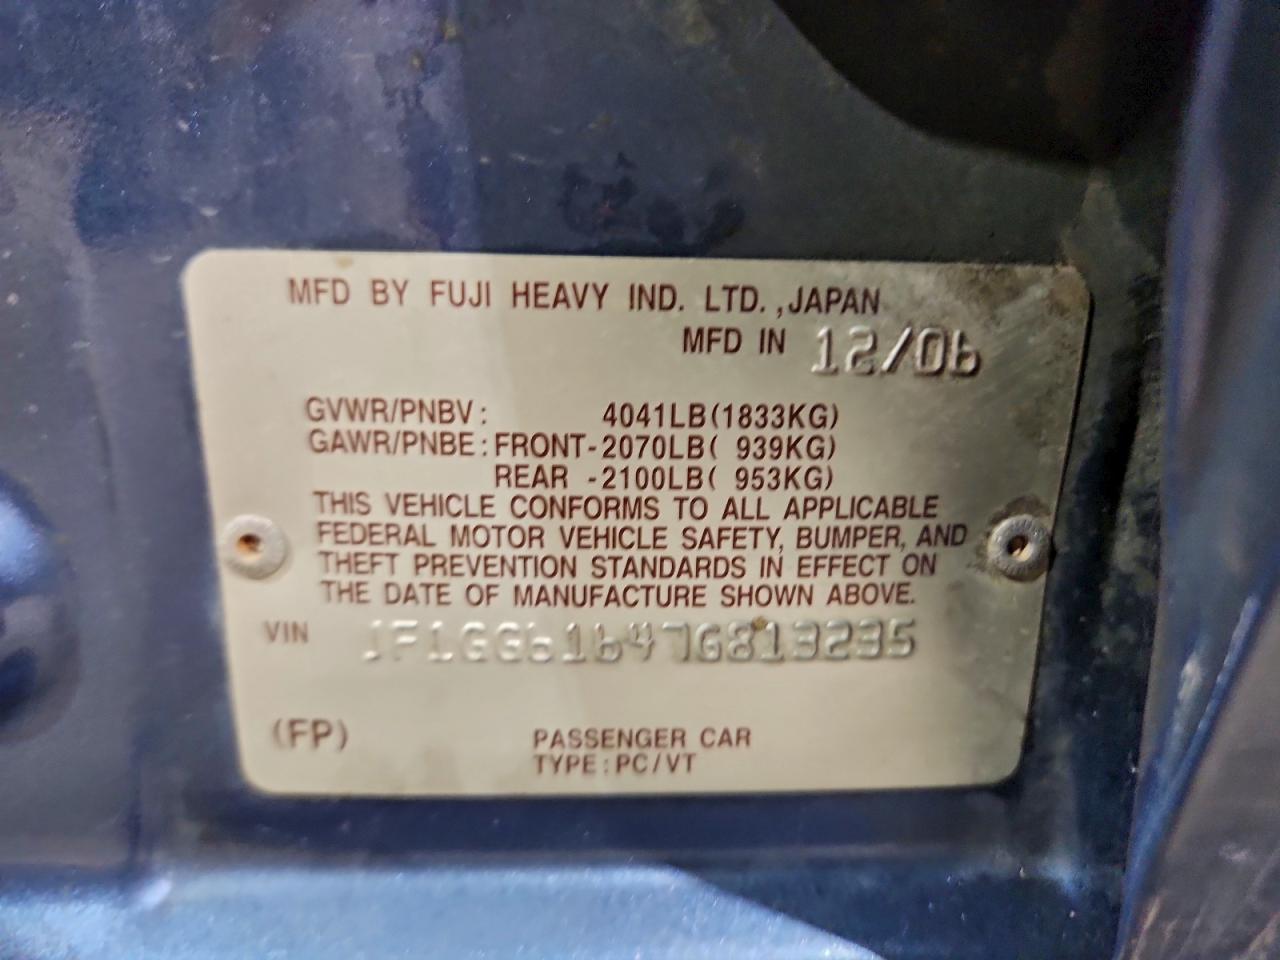 MFD BY FUJI HEAVY IND. LTD.,JAPAN
MFD IN 12/06
GVWR/PNBV: 4041LB(1833KG)
GAWR/PNBE:FRONT-2070LB( 939KG)
REAR -2100LB( 953KG)
THIS VEHICLE CONFORMS TO ALL APPLICABLE
FEDERAL MOTOR VEHICLE SAFETY, BUMPER, AND
THEFT PREVENTION STANDARDS IN EFFECT ON
THE DATE OF MANUFACTURE SHOWN ABOVE.
VIN JF1GG61647G813235
(FP) PASSENGER CAR
TYPE:PC/VT